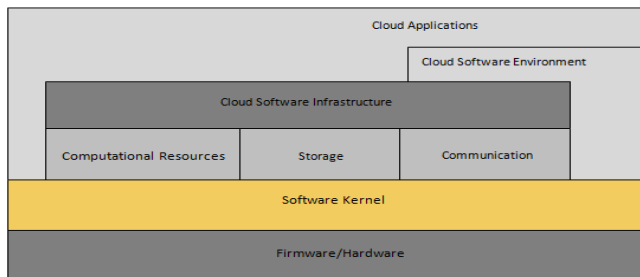 Cloud Applications
Cloud Software Environment
Cloud Software Infrastructure
Computational Resources
Storage
Communication
Software Kernel
Firmware/Hardware